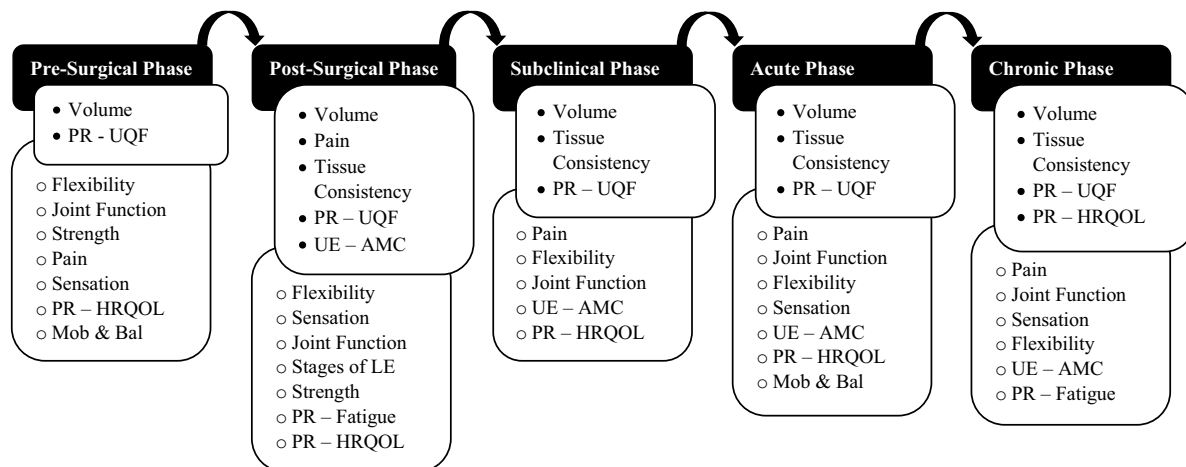 Pre-Surgical Phase
• Volume
• PR - UQF
○ Flexibility
○ Joint Function
○ Strength
○ Pain
○ Sensation
○ PR – HRQOL
○ Mob & Bal
Post-Surgical Phase
• Volume
• Pain
• Tissue
Consistency
• PR – UQF
• UE – AMC
○ Flexibility
○ Sensation
○ Joint Function
○ Stages of LE
○ Strength
○ PR – Fatigue
○ PR – HRQOL
Subclinical Phase
• Volume
• Tissue
Consistency
• PR – UQF
○ Pain
○ Flexibility
○ Joint Function
○ UE – AMC
○ PR – HRQOL
Acute Phase
• Volume
• Tissue
Consistency
• PR – UQF
○ Pain
○ Joint Function
○ Flexibility
○ Sensation
○ UE – AMC
○ PR – HRQOL
○ Mob & Bal
Chronic Phase
• Volume
• Tissue
Consistency
• PR – UQF
• PR – HRQOL
○ Pain
○ Joint Function
○ Sensation
○ Flexibility
○ UE – AMC
○ PR – Fatigue